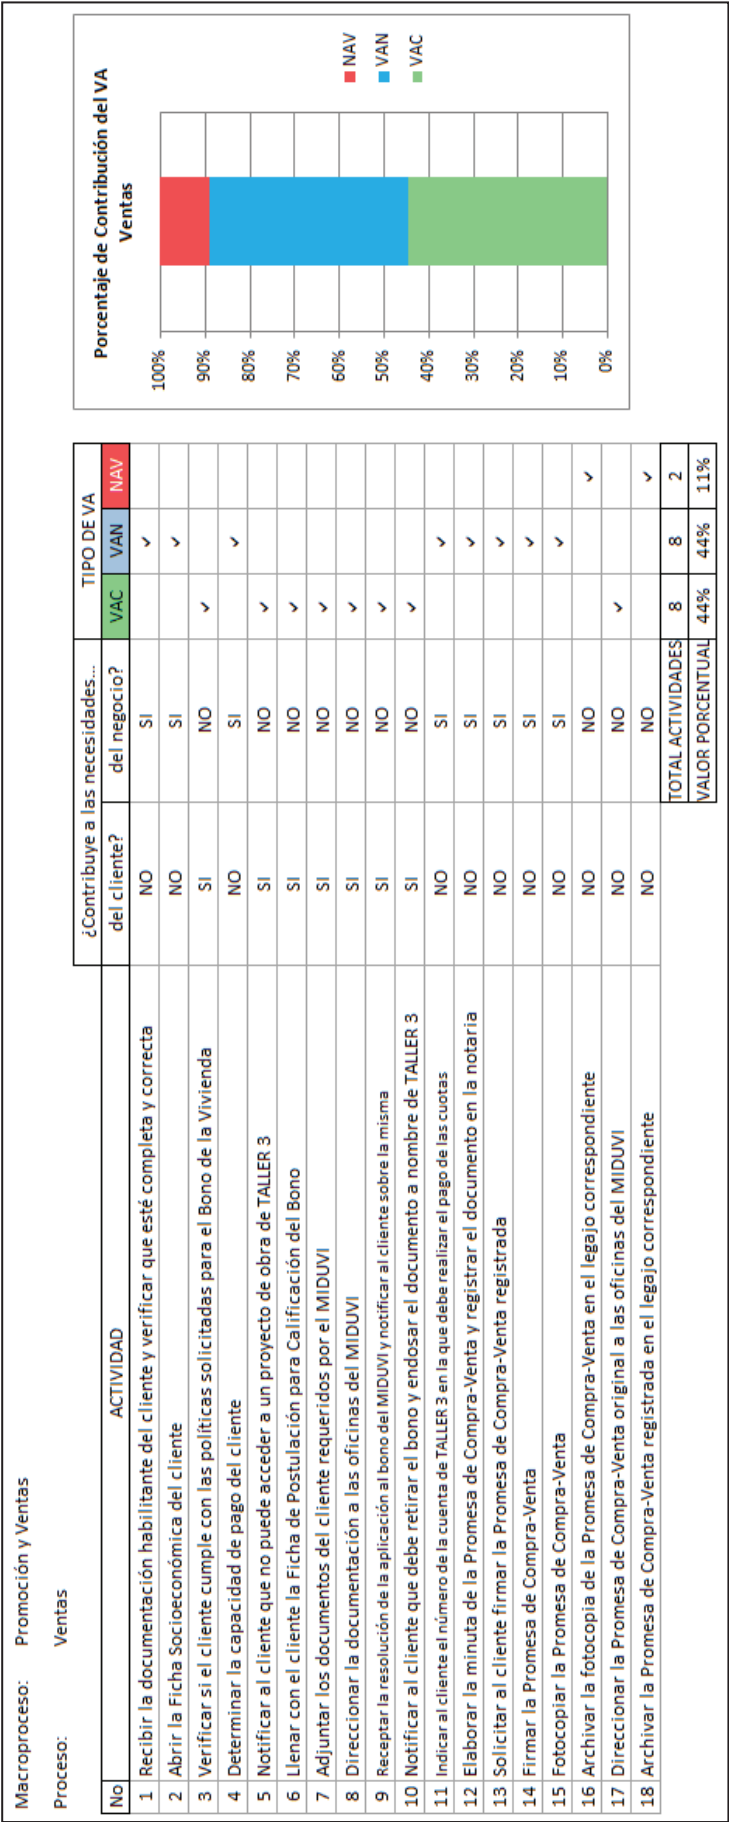 Macroproceso: Promoción y Ventas
Proceso: Ventas
¿Contribuye a las necesidades... TIPO DE VA
No ACTIVIDAD del cliente? del negocio? VAC VAN NAV
1 Recibir la documentación habilitante del cliente y verificar que esté completa y correcta NO SI ✓
2 Abrir la Ficha Socioeconómica del cliente NO SI ✓
3 Verificar si el cliente cumple con las políticas solicitadas para el Bono de la Vivienda SI NO ✓
4 Determinar la capacidad de pago del cliente NO SI ✓
5 Notificar al cliente que no puede acceder a un proyecto de obra de TALLER 3 SI NO ✓
6 Llenar con el cliente la Ficha de Postulación para Calificación del Bono SI NO ✓
7 Adjuntar los documentos del cliente requeridos por el MIDUVI SI NO ✓
8 Direccionar la documentación a las oficinas del MIDUVI SI NO ✓
9 Receptar la resolución de la aplicación al bono del MIDUVI y notificar al cliente sobre la misma SI NO ✓
10 Notificar al cliente que debe retirar el bono y endosar el documento a nombre de TALLER 3 SI NO ✓
11 Indicar al cliente el número de la cuenta de TALLER 3 en la que debe realizar el pago de las cuotas NO SI ✓
12 Elaborar la minuta de la Promesa de Compra-Venta y registrar el documento en la notaria NO SI ✓
13 Solicitar al cliente firmar la Promesa de Compra-Venta registrada NO SI ✓
14 Firmar la Promesa de Compra-Venta NO SI ✓
15 Fotocopiar la Promesa de Compra-Venta NO SI ✓
16 Archivar la fotocopia de la Promesa de Compra-Venta en el legajo correspondiente NO NO ✓
17 Direccionar la Promesa de Compra-Venta original a las oficinas del MIDUVI NO NO ✓
18 Archivar la Promesa de Compra-Venta registrada en el legajo correspondiente NO NO ✓
TOTAL ACTIVIDADES 8 8 2
VALOR PORCENTUAL 44% 44% 11%
Porcentaje de Contribución del VA
Ventas
100%
90%
80%
70%
60%
50%
40%
30%
20%
10%
0%
NAV
VAN
VAC